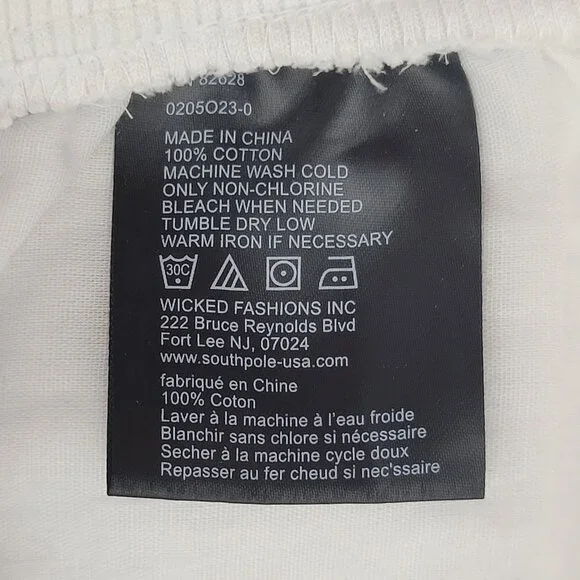 82628
0205O23-0
MADE IN CHINA
100% COTTON
MACHINE WASH COLD
ONLY NON-CHLORINE
BLEACH WHEN NEEDED
TUMBLE DRY LOW
WARM IRON IF NECESSARY
30C
WICKED FASHIONS INC
222 Bruce Reynolds Blvd
Fort Lee NJ, 07024
www.southpole-usa.com
fabriqué en Chine
100% Coton
Laver à la machine à l'eau froide
Blanchir sans chlore si nécessaire
Secher à la machine cycle doux
Repasser au fer cheud si nec'ssaire